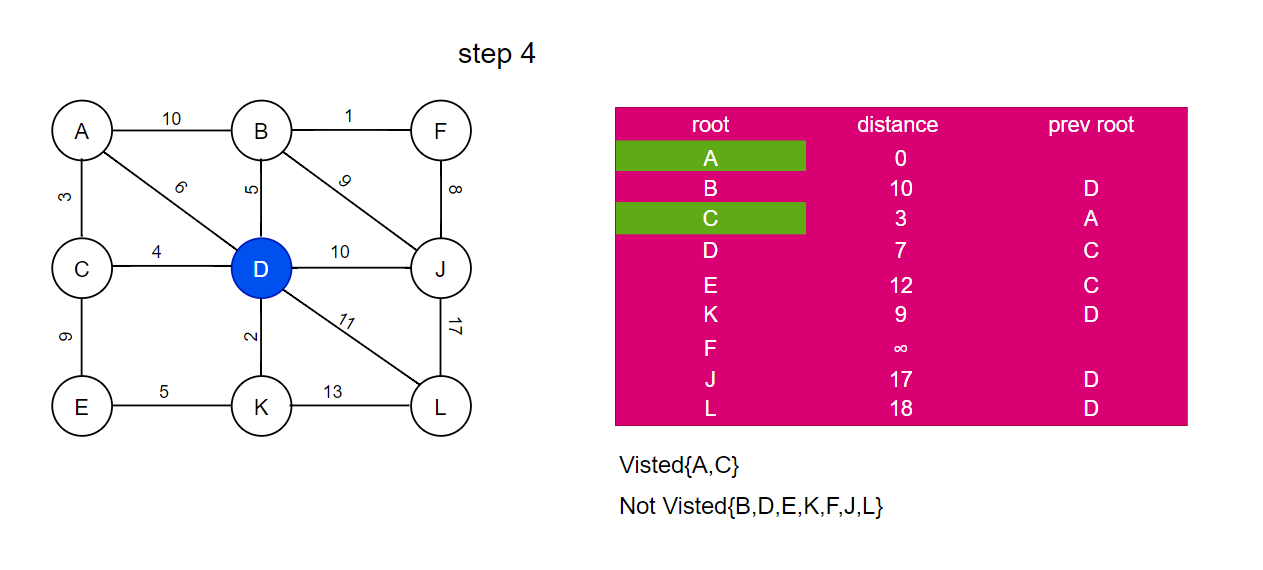 step 4
A 10 B 1 F
3 6 5 9 8
C 4 D 10 J
9 2 11 17
E 5 K 13 L
root distance prev root
A 0
B 10 D
C 3 A
D 7 C
E 12 C
K 9 D
F ∞
J 17 D
L 18 D
Visted{A,C}
Not Visted{B,D,E,K,F,J,L}